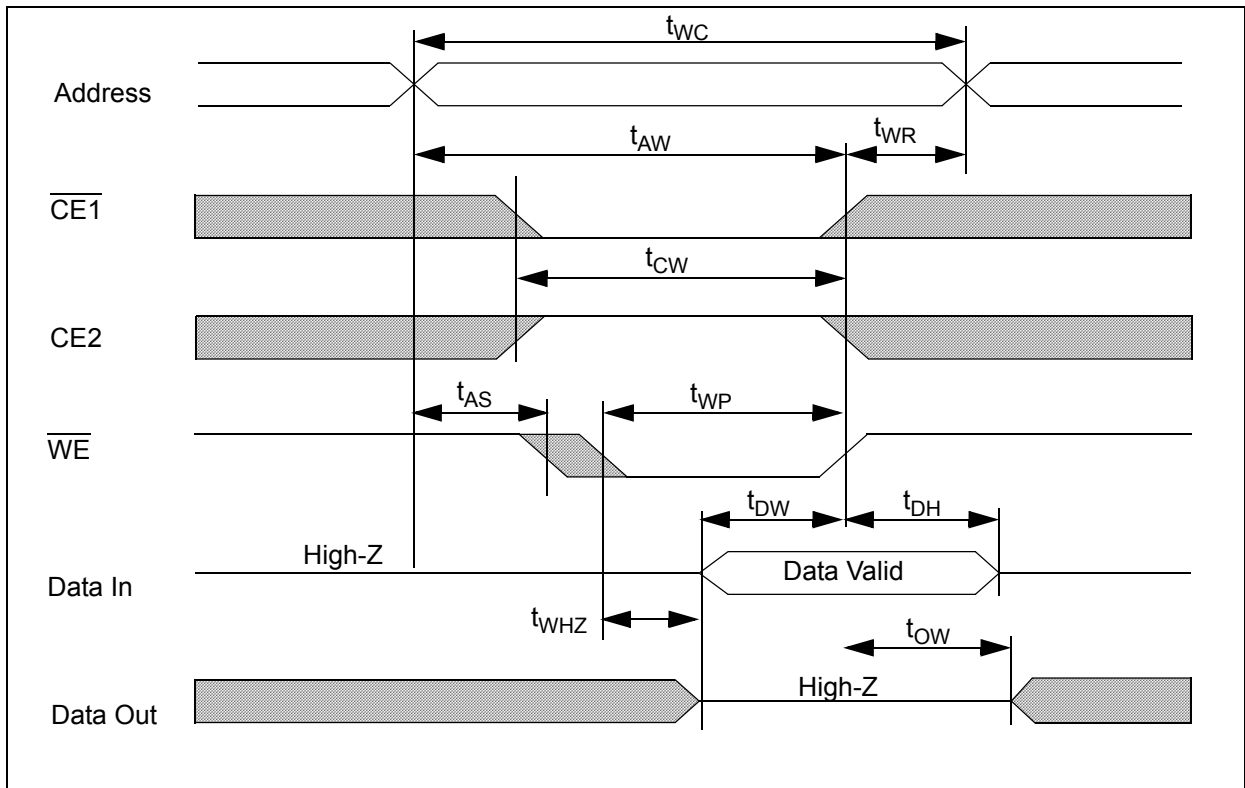 tWC
Address
tAW
tWR
CE1
tCW
CE2
tAS
tWP
WE
tDW
tDH
High-Z
Data Valid
Data In
tWHZ
tOW
High-Z
Data Out